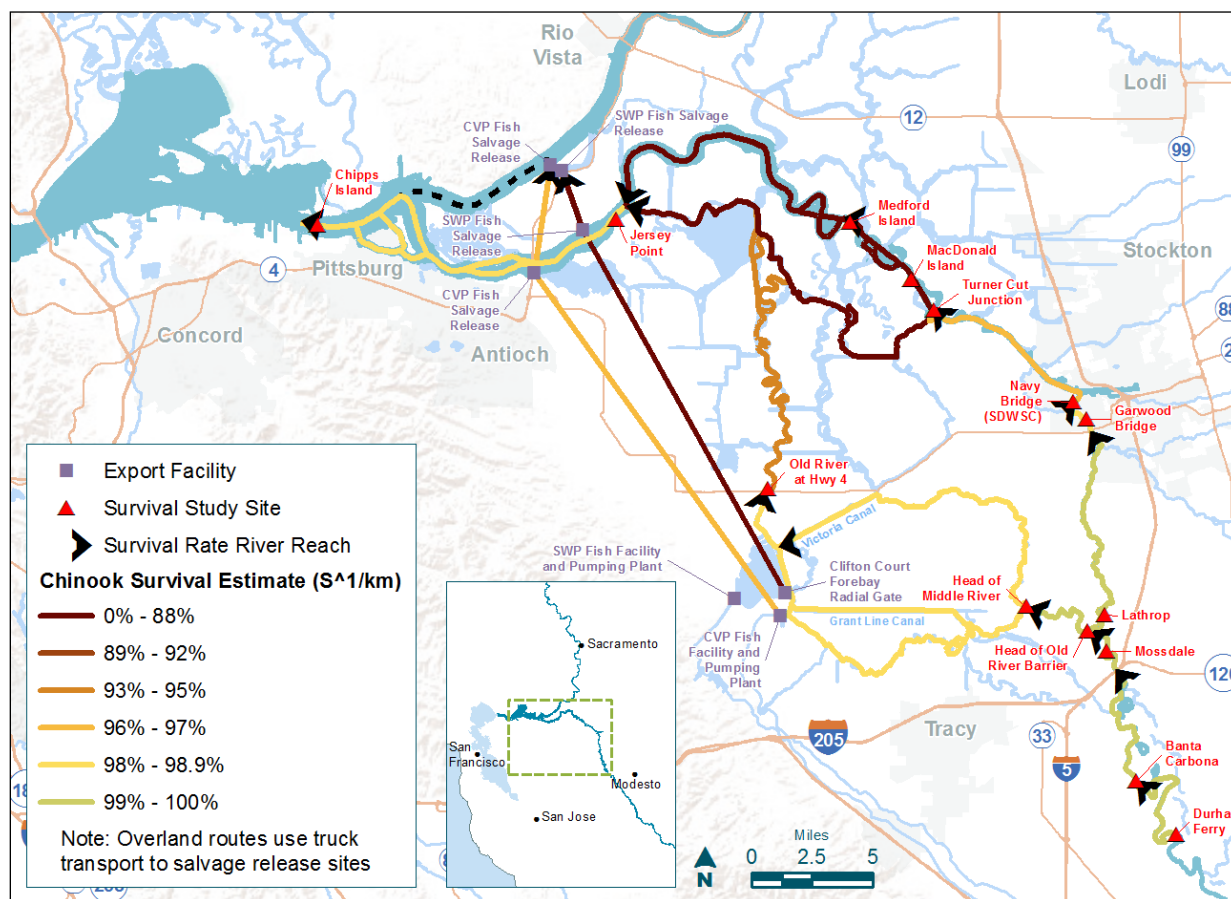 Rio
Vista
Lodi
SWP Fish Salvage
Release
CVP Fish
Salvage
Release
12
99
Chipps
Island
Medford
Island
SWP Fish
Salvage
Release
Jersey
Point
MacDonald
Island
Stockton
4
Pittsburg
Turner Cut
Junction
CVP Fish
Salvage
Release
88
Concord
Antioch
2
Navy
Bridge
(SDWSC)
Garwood
Bridge
Old River
at Hwy 4
Victoria Canal
SWP Fish Facility
and Pumping Plant
Clifton Court
Forebay
Radial Gate
Head of
Middle River
Grant Line Canal
Lathrop
CVP Fish
Facility and
Pumping
Plant
Head of Old
River Barrier
Mossdale
120
Tracy
205
33
5
Banta
Carbona
Durha
Ferry
Export Facility
Survival Study Site
Survival Rate River Reach
Chinook Survival Estimate (S^1/km)
0% - 88%
89% - 92%
93% - 95%
96% - 97%
98% - 98.9%
99% - 100%
Note: Overland routes use truck
transport to salvage release sites
Sacramento
San
Francisco
Modesto
San Jose
Miles
0 2.5 5
N